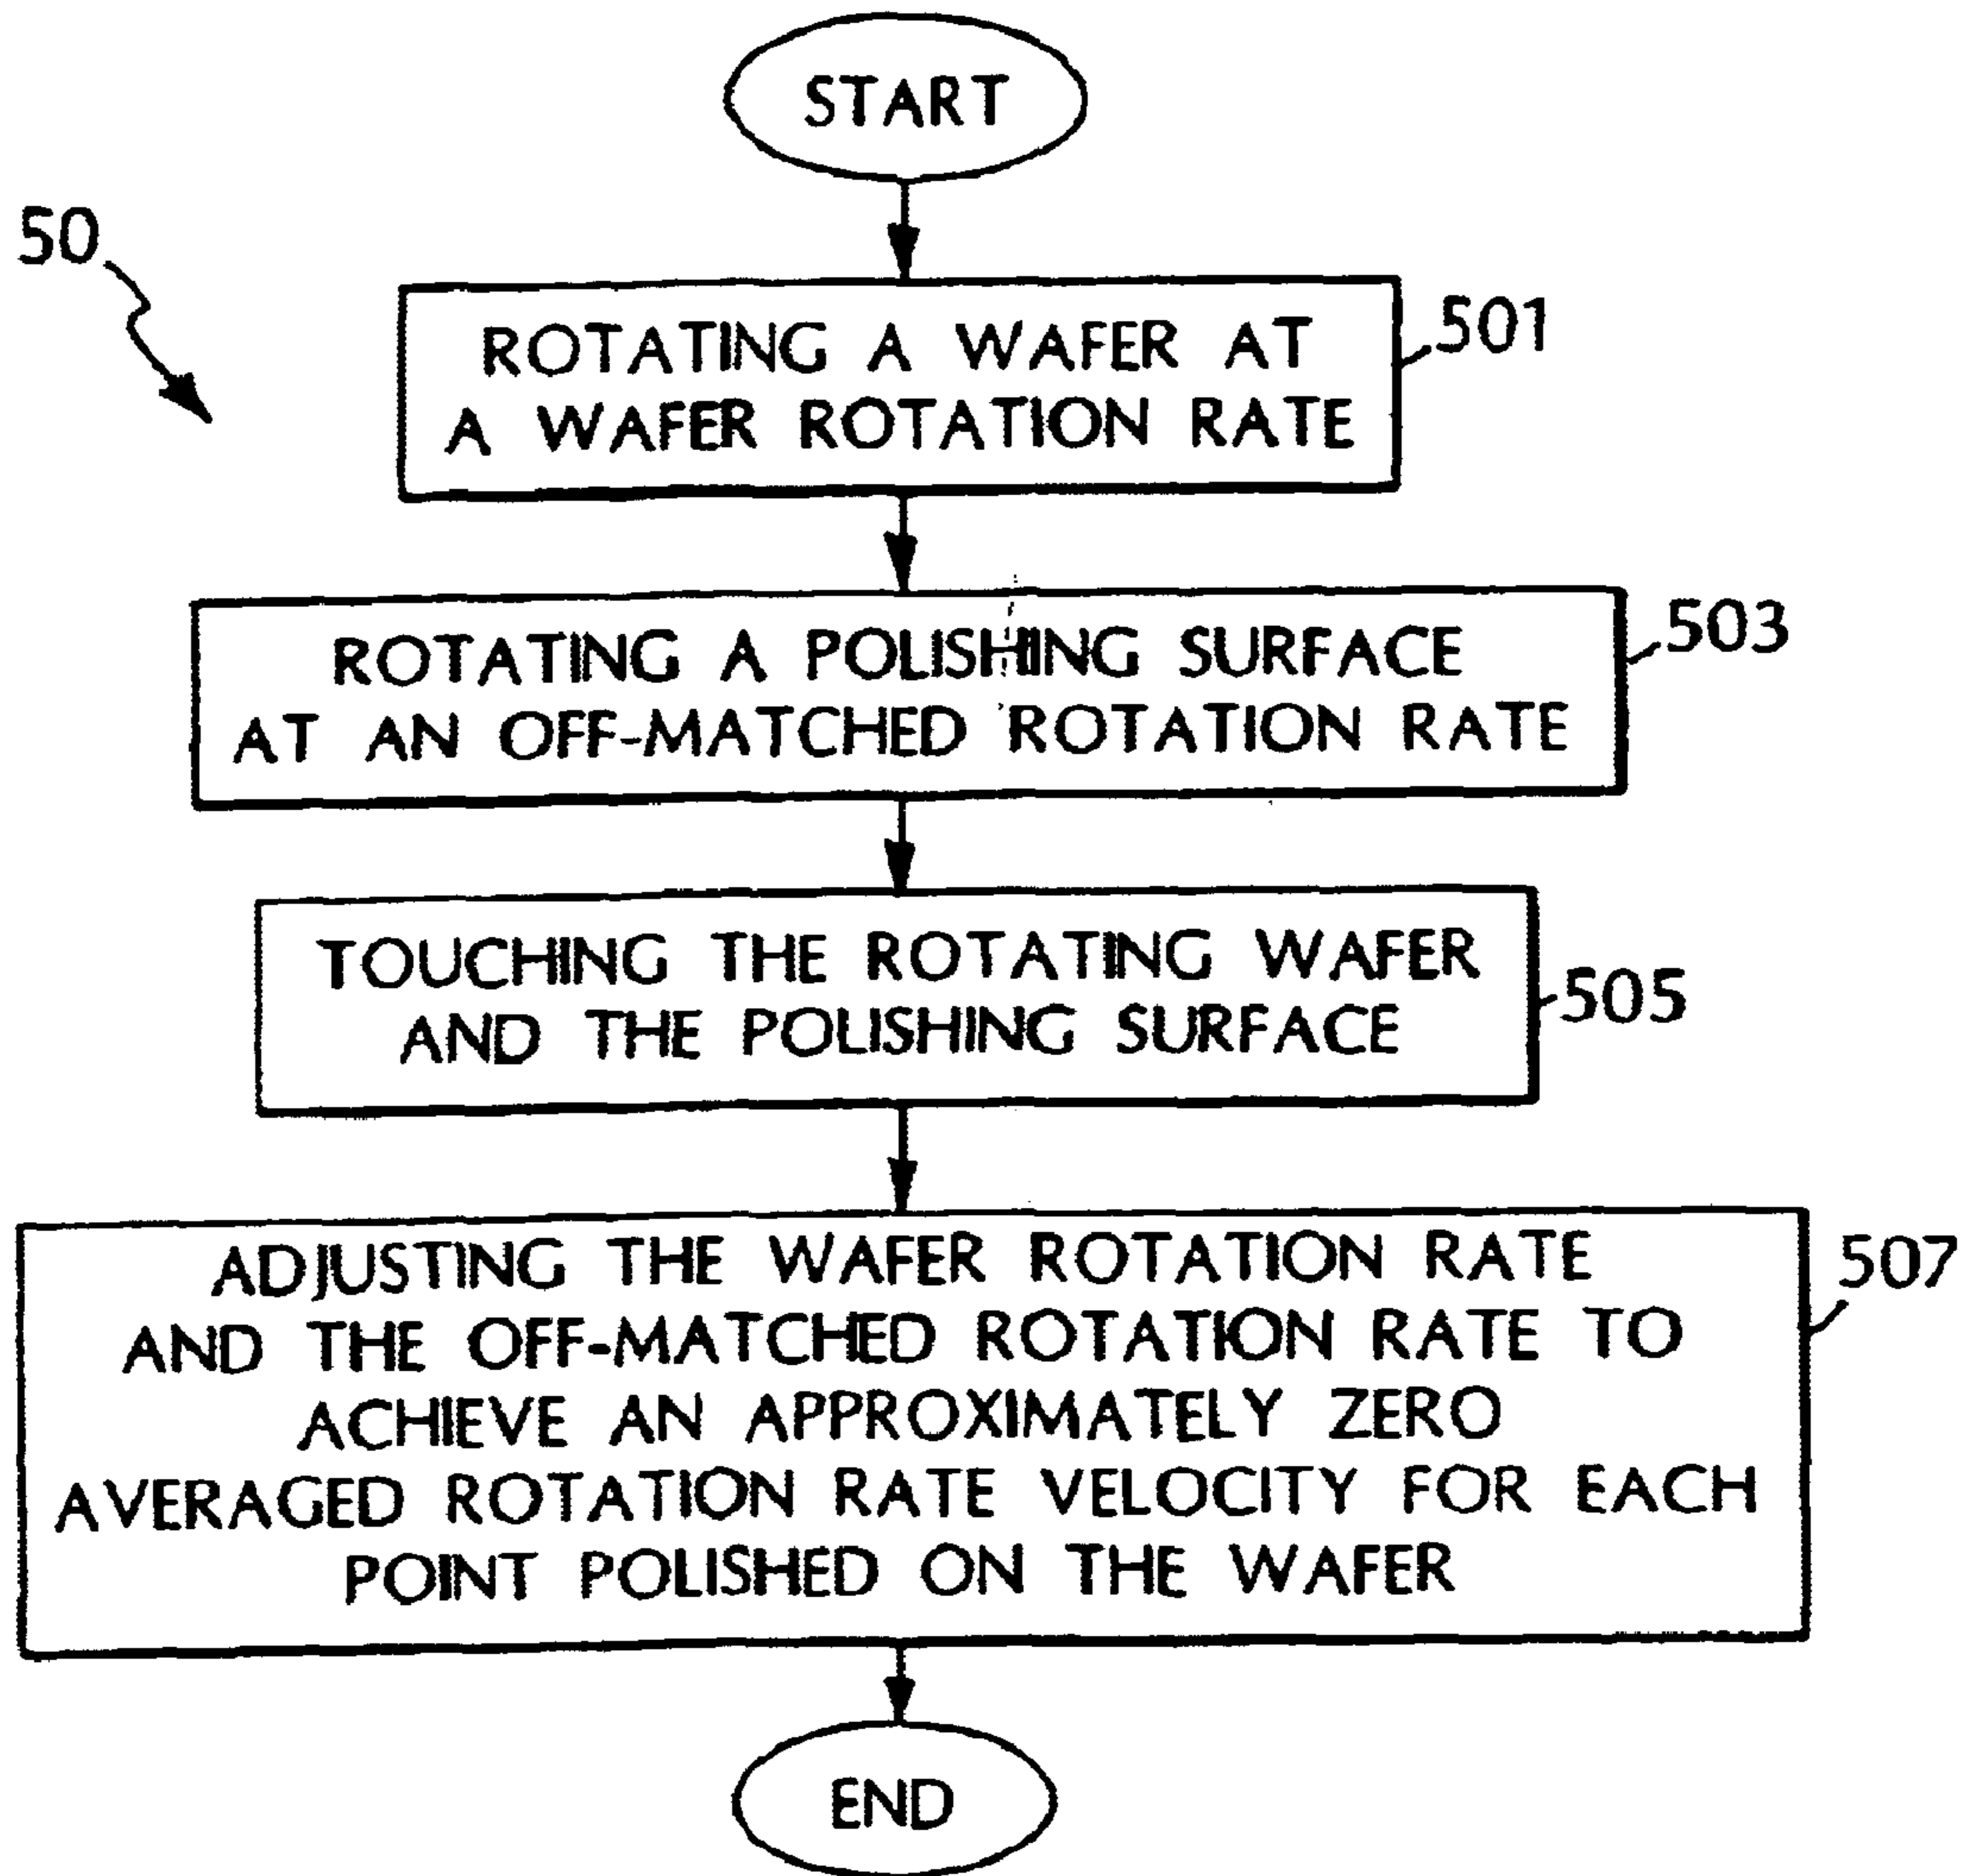 START
50
ROTATING A WAFER AT
A WAFER ROTATION RATE
501
ROTATING A POLISHING SURFACE
AT AN OFF-MATCHED ROTATION RATE
503
TOUCHING THE ROTATING WAFER
AND THE POLISHING SURFACE
505
ADJUSTING THE WAFER ROTATION RATE
AND THE OFF-MATCHED ROTATION RATE TO
ACHIEVE AN APPROXIMATELY ZERO
AVERAGED ROTATION RATE VELOCITY FOR EACH
POINT POLISHED ON THE WAFER
507
END